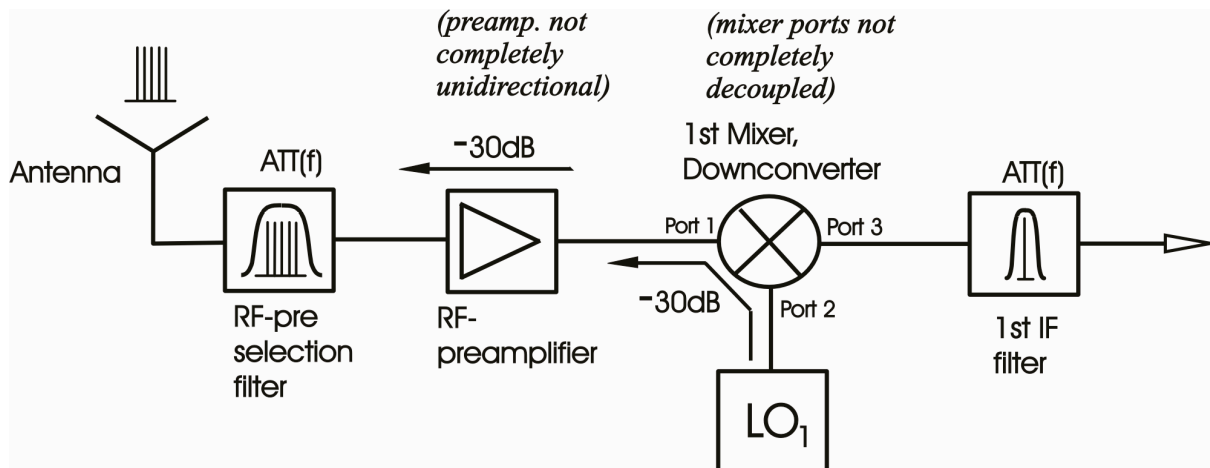 (preamp. not
completely
unidirectional)
(mixer ports not
completely
decoupled)
-30dB
1st Mixer,
Downconverter
Antenna
ATT(f)
ATT(f)
Port 1
Port 3
-30dB
Port 2
RF-pre
selection
filter
RF-
preamplifier
1st IF
filter
LO1